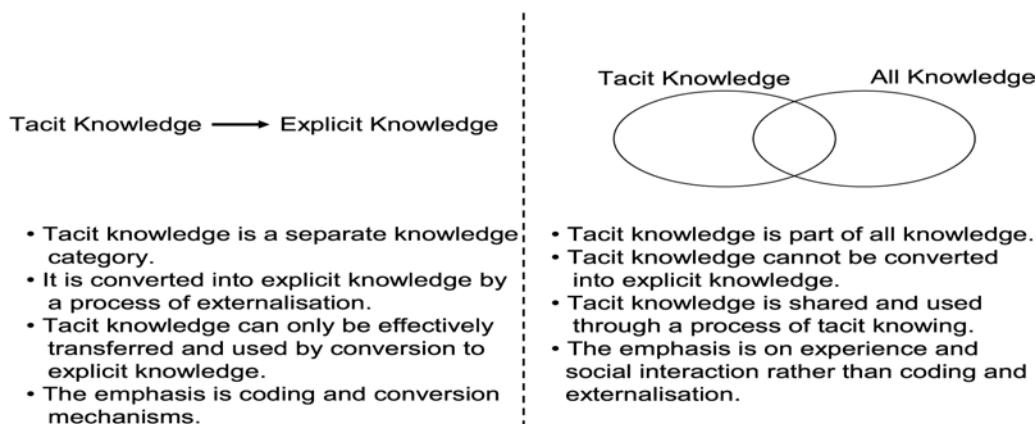 Tacit Knowledge → Explicit Knowledge
• Tacit knowledge is a separate knowledge
category.
• It is converted into explicit knowledge by
a process of externalisation.
• Tacit knowledge can only be effectively
transferred and used by conversion to
explicit knowledge.
• The emphasis is coding and conversion
mechanisms.
Tacit Knowledge
All Knowledge
• Tacit knowledge is part of all knowledge.
• Tacit knowledge cannot be converted
into explicit knowledge.
• Tacit knowledge is shared and used
through a process of tacit knowing.
• The emphasis is on experience and
social interaction rather than coding and
externalisation.